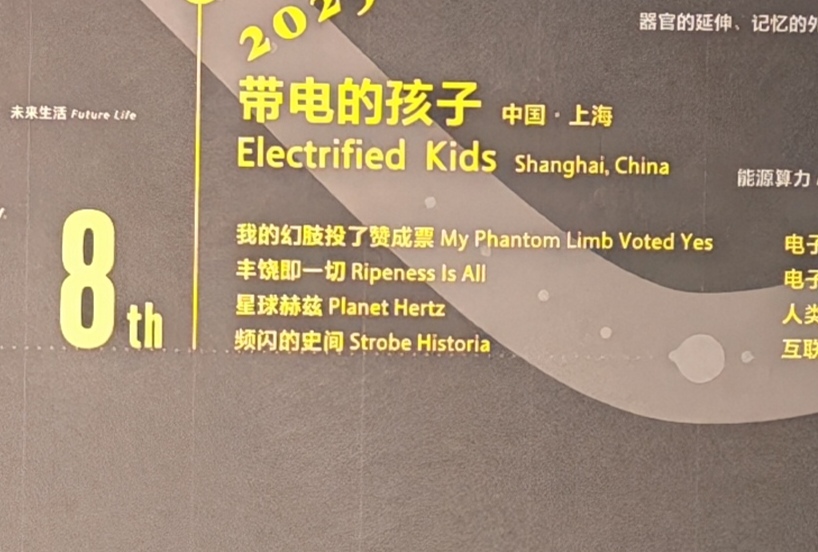 器官的延伸、记忆的外
带电的孩子 中国·上海
未来生活 Future Life
Electrified Kids Shanghai, China
能源算力
8th
我的幻肢投了赞成票 My Phantom Limb Voted Yes
丰饶即一切 Ripeness Is All
星球赫兹 Planet Hertz
频闪的史间 Strobe Historia
电子
电子
人类
互联